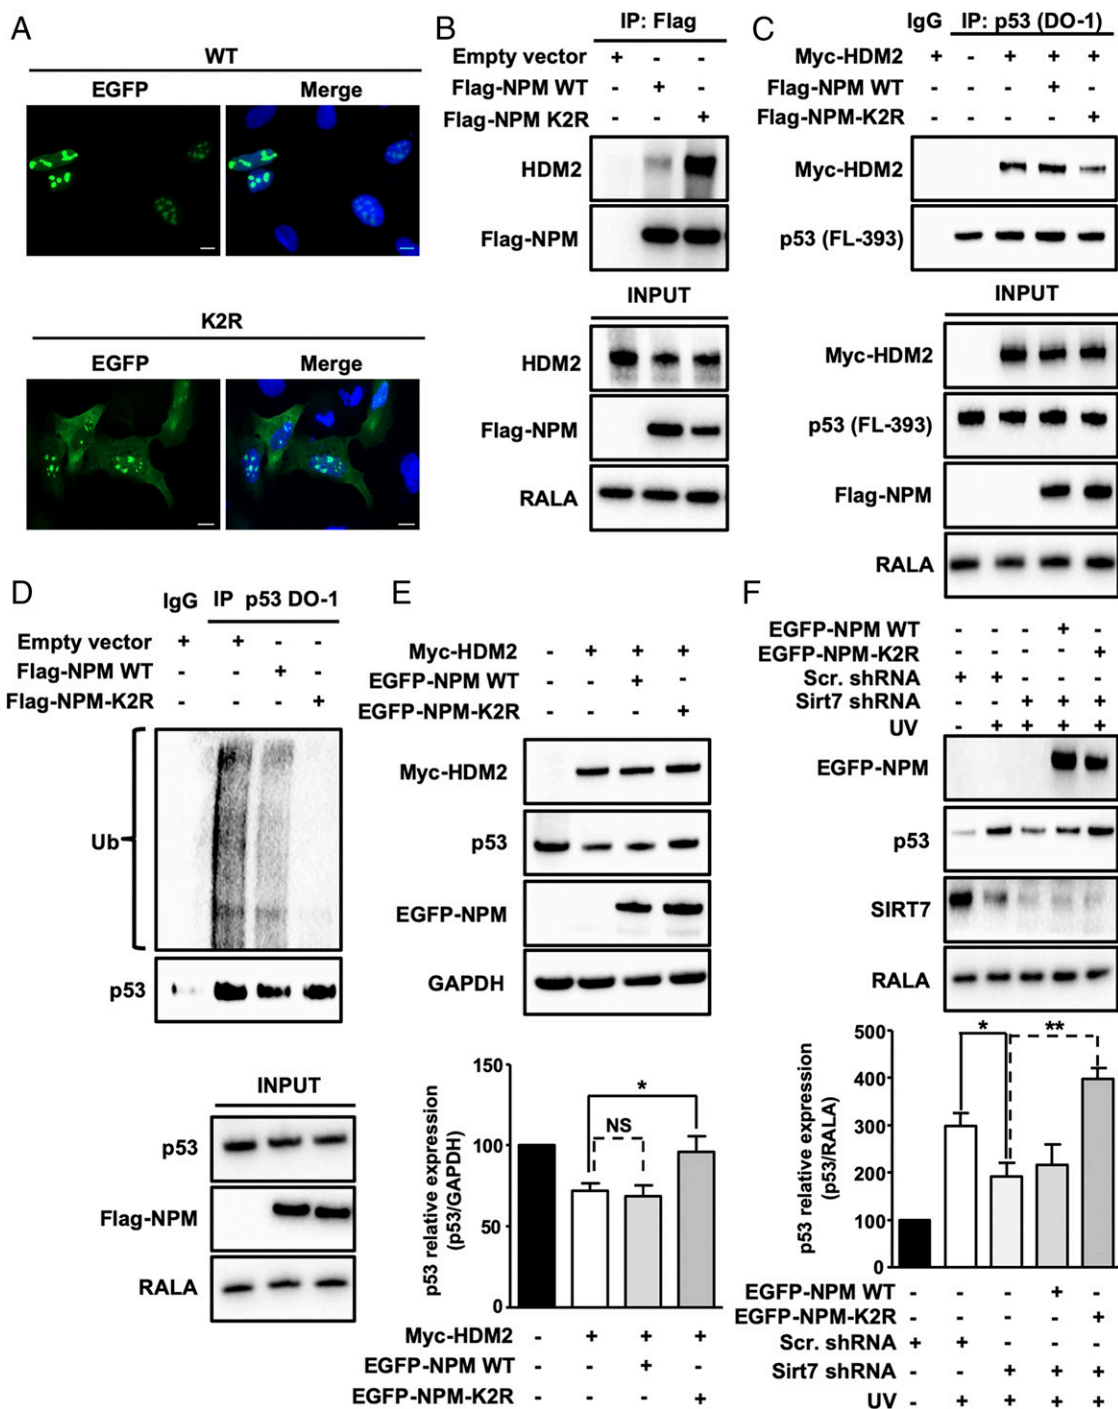 A
WT
EGFP Merge
K2R
EGFP Merge
B
IP: Flag
Empty vector + - -
Flag-NPM WT - + -
Flag-NPM K2R - - +
HDM2
Flag-NPM
INPUT
HDM2
Flag-NPM
RALA
C
IgG IP: p53 (DO-1)
Myc-HDM2 + - + + +
Flag-NPM WT - - - + -
Flag-NPM-K2R - - - - +
Myc-HDM2
p53 (FL-393)
INPUT
Myc-HDM2
p53 (FL-393)
Flag-NPM
RALA
D
IgG IP p53 DO-1
Empty vector + + - -
Flag-NPM WT - - + -
Flag-NPM-K2R - - - +
Ub
p53
INPUT
p53
Flag-NPM
RALA
E
Myc-HDM2 - + + +
EGFP-NPM WT - - + -
EGFP-NPM-K2R - - - +
Myc-HDM2
p53
EGFP-NPM
GAPDH
p53 relative expression
(p53/GAPDH)
150
100
50
0
*
NS
Myc-HDM2 - + + +
EGFP-NPM WT - - + -
EGFP-NPM-K2R - - - +
F
EGFP-NPM WT - - - + -
EGFP-NPM-K2R - - - - +
Scr. shRNA + + - - -
Sirt7 shRNA - - + + +
UV - + + + +
EGFP-NPM
p53
SIRT7
RALA
p53 relative expression
(p53/RALA)
500
400
300
200
100
0
* **
EGFP-NPM WT - - - + -
EGFP-NPM-K2R - - - - +
Scr. shRNA + + - - -
Sirt7 shRNA - - + + +
UV - + + + +